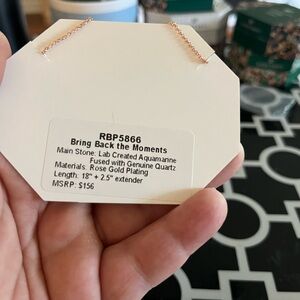 RBP5866
Bring Back the Moments
Main Stone: Lab Created Aquamarine
Fused with Genuine Quartz
Materials: Rose Gold Plating
Length: 18" + 2.5" extender
MSRP: $156